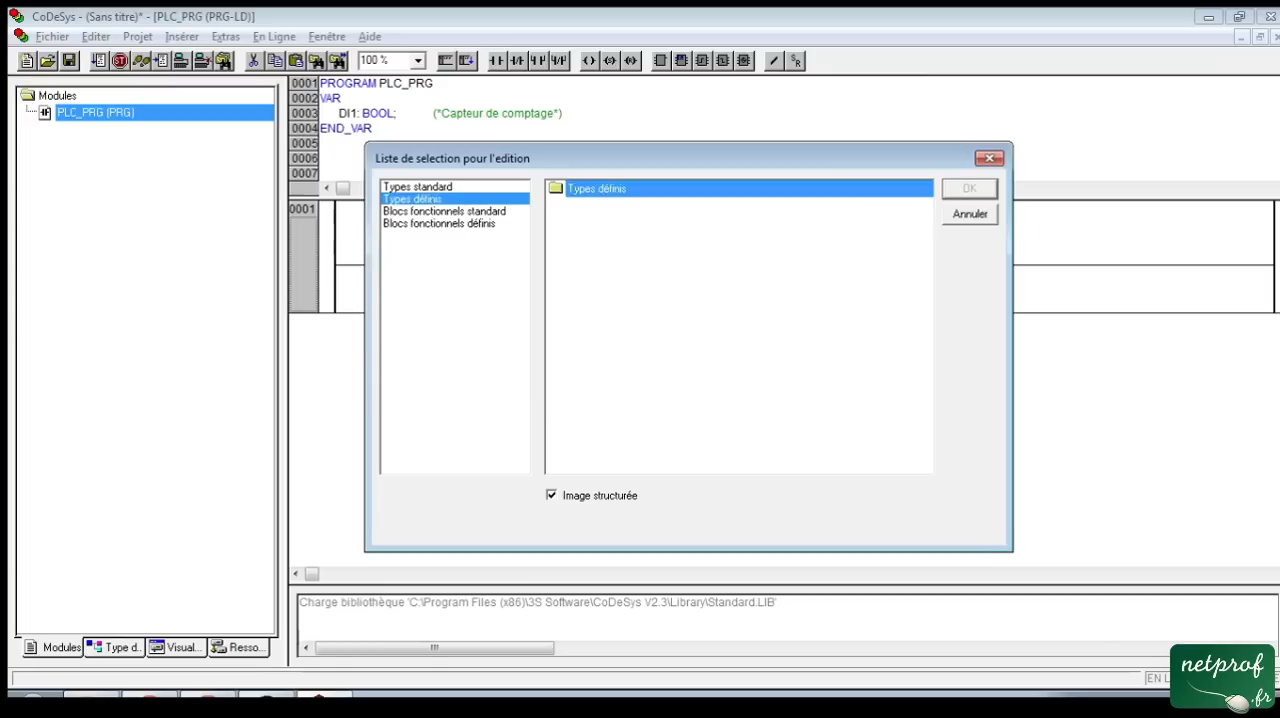 CoDeSys - (Sans titre)* - [PLC_PRG (PRG-LD)]
Fichier Editer Projet Insérer Extras En Ligne Fenêtre Aide
100 %
Modules
PLC_PRG (PRG)
0001 PROGRAM PLC_PRG
0002 VAR
0003 DI1: BOOL; (*Capteur de comptage*)
0004 END_VAR
0005
0006
0007
0001
Liste de selection pour l'edition
Types standard
Types définis
Blocs fonctionnels standard
Blocs fonctionnels définis
Types définis
OK
Annuler
Image structurée
Charge bibliothèque 'C:\Program Files (x86)\3S Software\CoDeSys V2.3\Library\Standard.LIB'
Modules Type d... Visual... Resso...
EN L
netprof
.fr